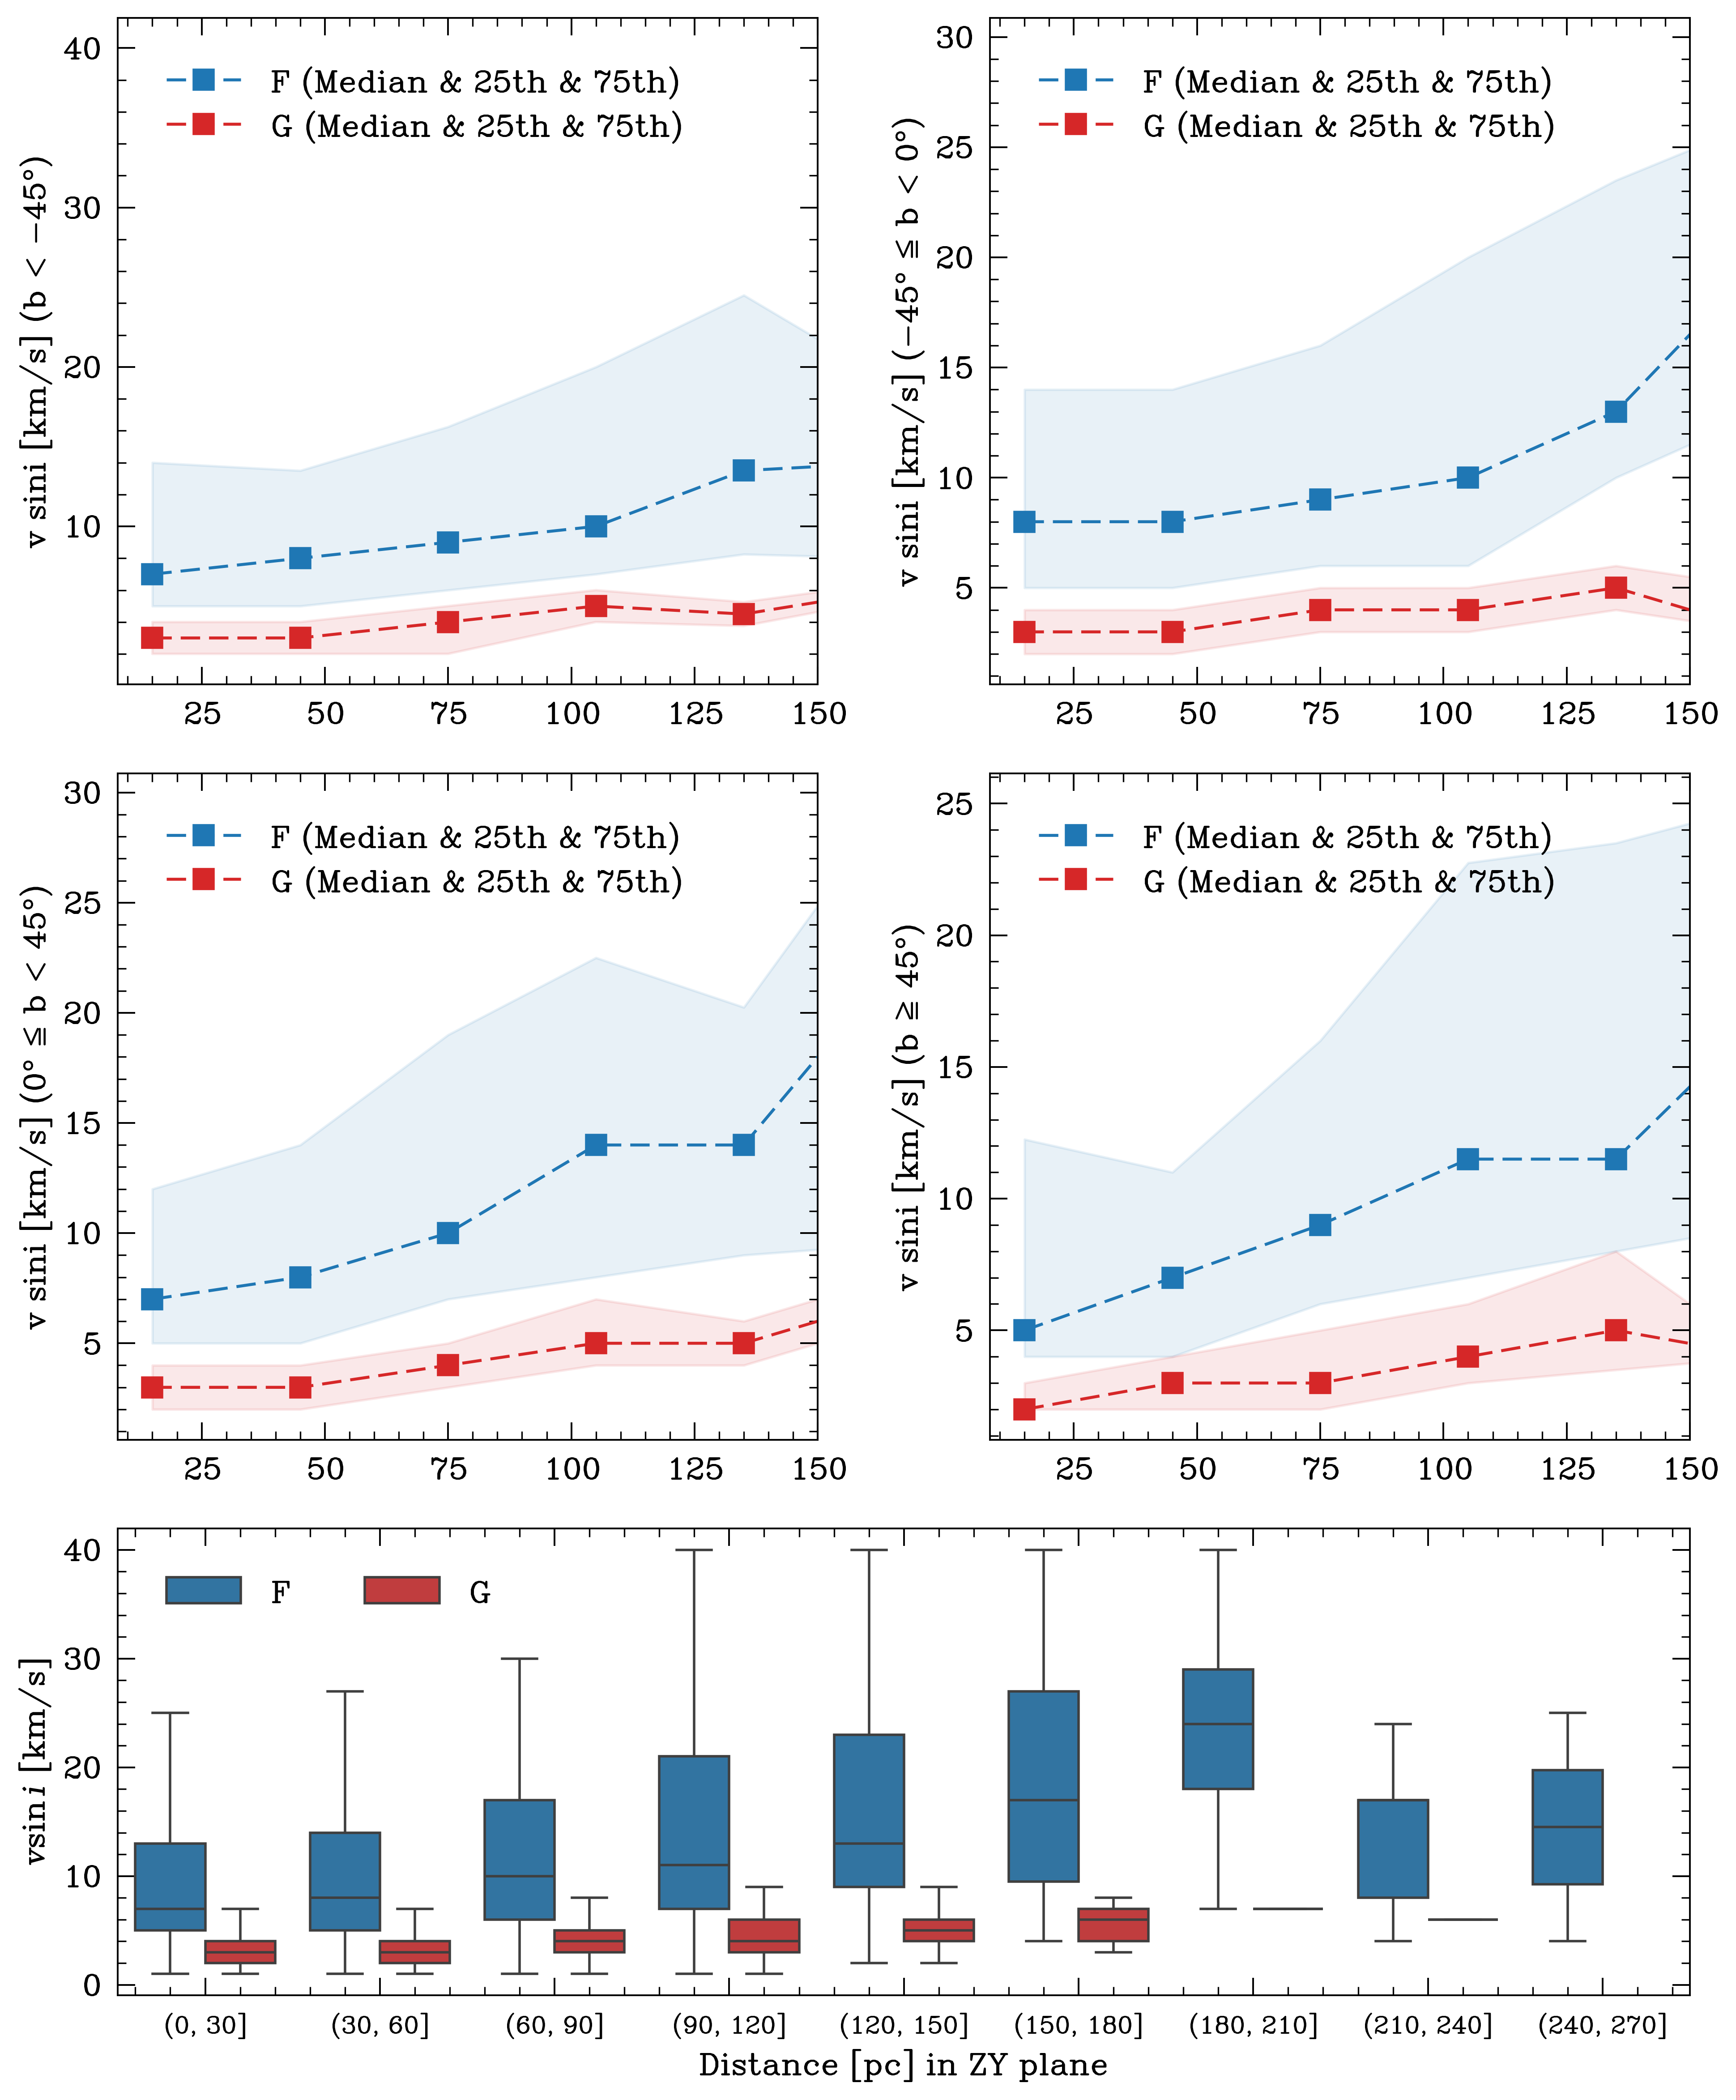 v sini [km/s] (b < −45°)
40
30
20
10
F (Median & 25th & 75th)
G (Median & 25th & 75th)
25 50 75 100 125 150
v sini [km/s] (−45° ≤ b < 0°)
30
25
20
15
10
5
F (Median & 25th & 75th)
G (Median & 25th & 75th)
25 50 75 100 125 150
v sini [km/s] (0° ≤ b < 45°)
30
25
20
15
10
5
F (Median & 25th & 75th)
G (Median & 25th & 75th)
25 50 75 100 125 150
v sini [km/s] (b ≥ 45°)
25
20
15
10
5
F (Median & 25th & 75th)
G (Median & 25th & 75th)
25 50 75 100 125 150
vsin i [km/s]
40
30
20
10
0
F G
(0, 30] (30, 60] (60, 90] (90, 120] (120, 150] (150, 180] (180, 210] (210, 240] (240, 270]
Distance [pc] in ZY plane